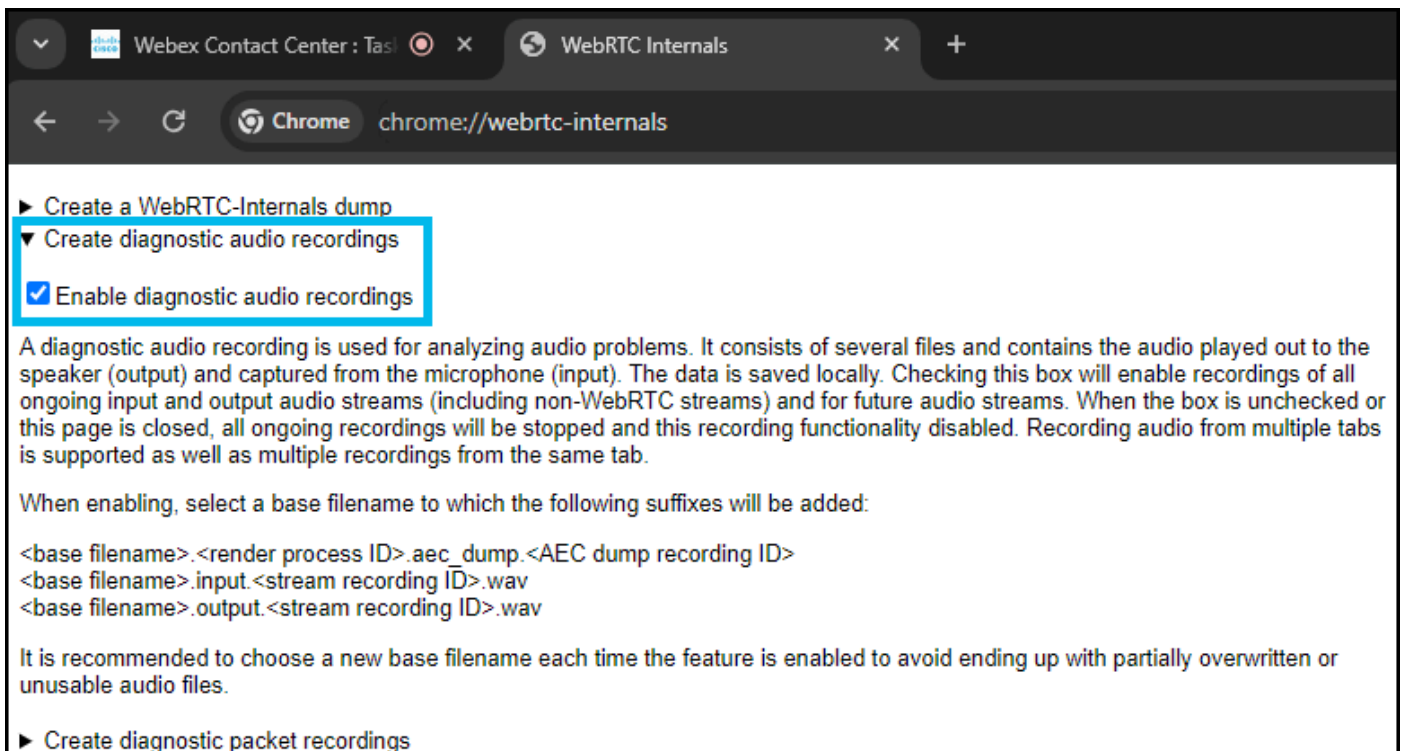 Webex Contact Center : Tas
WebRTC Internals
Chrome chrome://webrtc-internals
► Create a WebRTC-Internals dump
▼ Create diagnostic audio recordings
Enable diagnostic audio recordings
A diagnostic audio recording is used for analyzing audio problems. It consists of several files and contains the audio played out to the
speaker (output) and captured from the microphone (input). The data is saved locally. Checking this box will enable recordings of all
ongoing input and output audio streams (including non-WebRTC streams) and for future audio streams. When the box is unchecked or
this page is closed, all ongoing recordings will be stopped and this recording functionality disabled. Recording audio from multiple tabs
is supported as well as multiple recordings from the same tab.
When enabling, select a base filename to which the following suffixes will be added:
<base filename>.<render process ID>.aec_dump.<AEC dump recording ID>
<base filename>.input.<stream recording ID>.wav
<base filename>.output.<stream recording ID>.wav
It is recommended to choose a new base filename each time the feature is enabled to avoid ending up with partially overwritten or
unusable audio files.
► Create diagnostic packet recordings